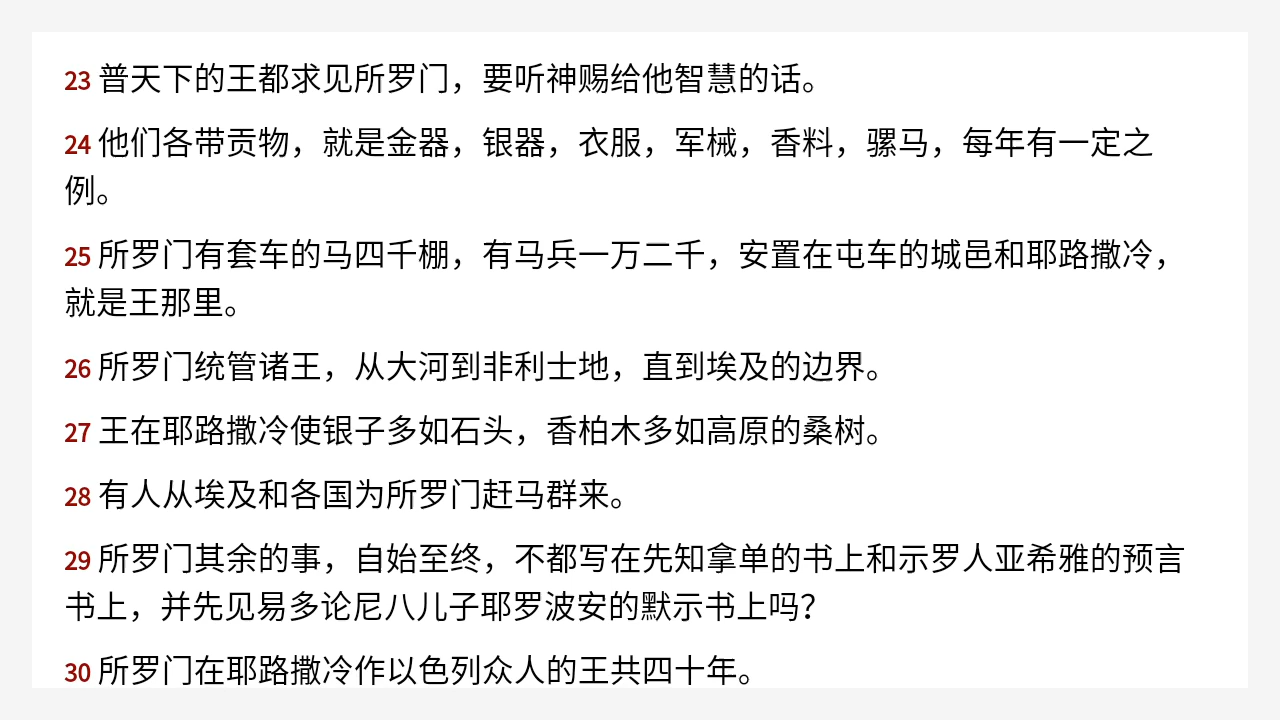 23 普天下的王都求见所罗门，要听神赐给他智慧的话。
24 他们各带贡物，就是金器，银器，衣服，军械，香料，骡马，每年有一定之
例。
25 所罗门有套车的马四千棚，有马兵一万二千，安置在屯车的城邑和耶路撒冷，
就是王那里。
26 所罗门统管诸王，从大河到非利士地，直到埃及的边界。
27 王在耶路撒冷使银子多如石头，香柏木多如高原的桑树。
28 有人从埃及和各国为所罗门赶马群来。
29 所罗门其余的事，自始至终，不都写在先知拿单的书上和示罗人亚希雅的预言
书上，并先见易多论尼八儿子耶罗波安的默示书上吗？
30 所罗门在耶路撒冷作以色列众人的王共四十年。